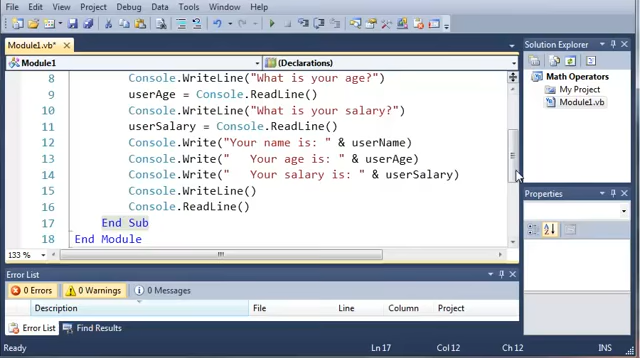 File Edit View Project Debug Data Tools Window Help
Module1.vb*
Module1
(Declarations)
8 Console.WriteLine("What is your age?")
9 userAge = Console.ReadLine()
10 Console.WriteLine("What is your salary?")
11 userSalary = Console.ReadLine()
12 Console.Write("Your name is: " & userName)
13 Console.Write("   Your age is: " & userAge)
14 Console.Write("   Your salary is: " & userSalary)
15 Console.WriteLine()
16 Console.ReadLine()
17 End Sub
18 End Module
133 %
Solution Explorer
Math Operators
My Project
Module1.vb
Properties
Error List
0 Errors 0 Warnings 0 Messages
Description File Line Column Project
Error List Find Results
Ready Ln 17 Col 12 Ch 12 INS